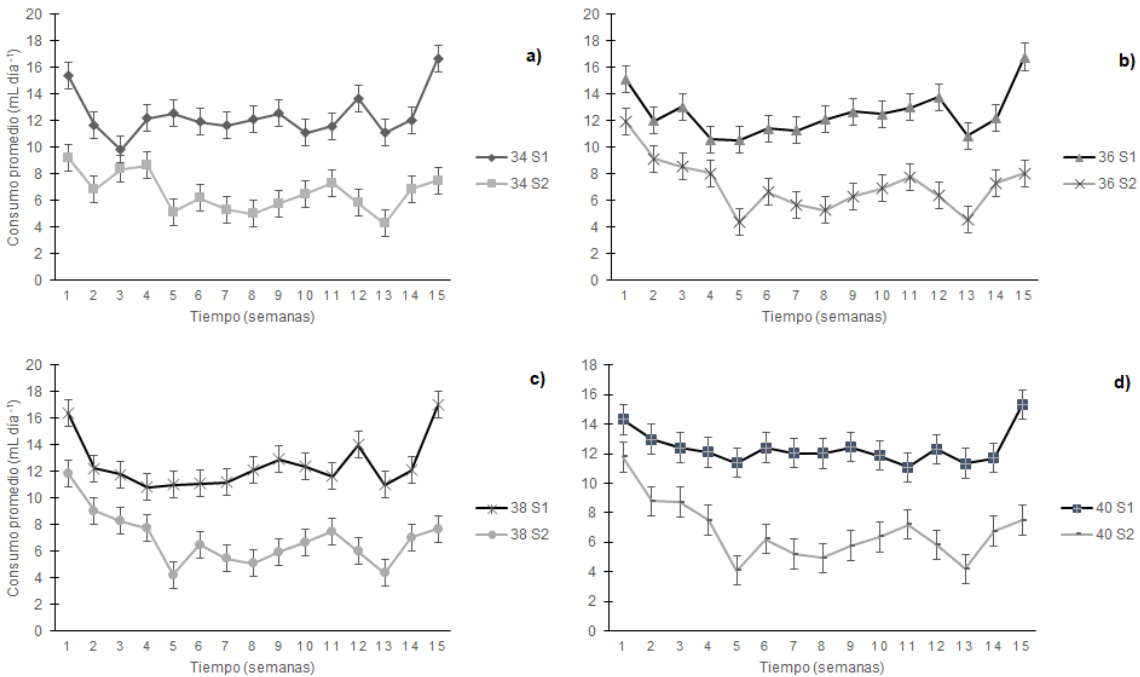 a)
Consumo promedio (mL día⁻¹)
20
18
16
14
12
10
8
6
4
2
0
1 2 3 4 5 6 7 8 9 10 11 12 13 14 15
Tiempo (semanas)
34 S1
34 S2
b)
20
18
16
14
12
10
8
6
4
2
0
1 2 3 4 5 6 7 8 9 10 11 12 13 14 15
Tiempo (semanas)
36 S1
36 S2
c)
Consumo promedio (mL día⁻¹)
20
18
16
14
12
10
8
6
4
2
0
1 2 3 4 5 6 7 8 9 10 11 12 13 14 15
Tiempo (semanas)
38 S1
38 S2
d)
18
16
14
12
10
8
6
4
2
0
1 2 3 4 5 6 7 8 9 10 11 12 13 14 15
Tiempo (semanas)
40 S1
40 S2